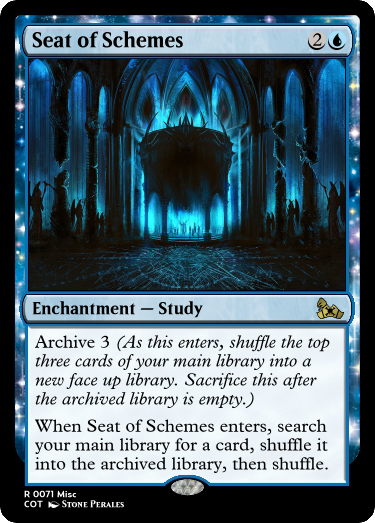 Seat of Schemes 2
Enchantment — Study
Archive 3 (As this enters, shuffle the top
three cards of your main library into a
new face up library. Sacrifice this after
the archived library is empty.)
When Seat of Schemes enters, search
your main library for a card, shuffle it
into the archived library, then shuffle.
R 0071 Misc
COT Stone Perales